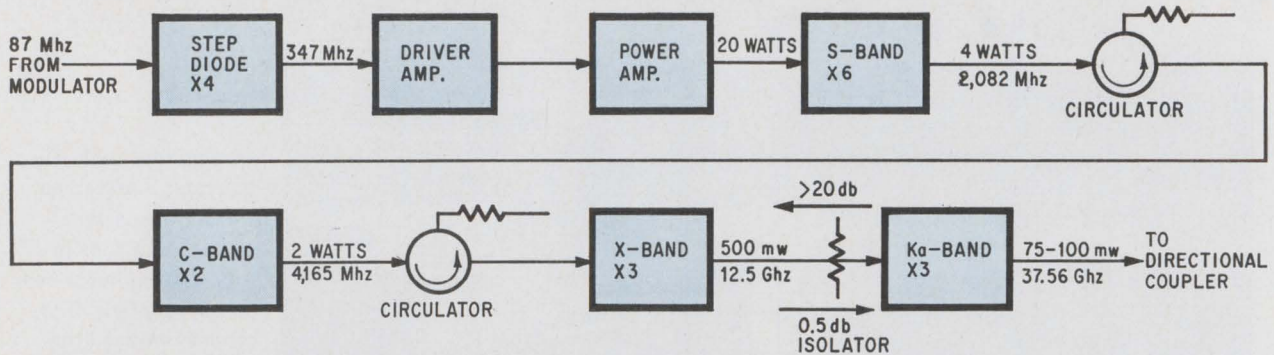 87 Mhz
FROM
MODULATOR
STEP
DIODE
X4
347 Mhz
DRIVER
AMP.
POWER
AMP.
20 WATTS
S-BAND
X6
4 WATTS
2,082 Mhz
CIRCULATOR
C-BAND
X2
2 WATTS
4,165 Mhz
CIRCULATOR
X-BAND
X3
500 mw
12.5 Ghz
>20 db
0.5 db
ISOLATOR
Ka-BAND
X3
75-100 mw
37.56 Ghz
TO
DIRECTIONAL
COUPLER